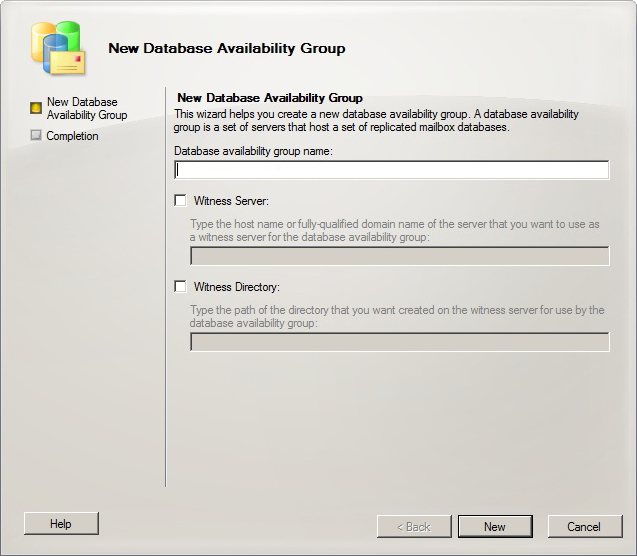 New Database Availability Group
New Database
Availability Group
Completion
New Database Availability Group
This wizard helps you create a new database availability group. A database availability
group is a set of servers that host a set of replicated mailbox databases.
Database availability group name:
Witness Server:
Type the host name or fully-qualified domain name of the server that you want to use as
a witness server for the database availability group:
Witness Directory:
Type the path of the directory that you want created on the witness server for use by the
database availability group:
Help
< Back
New
Cancel